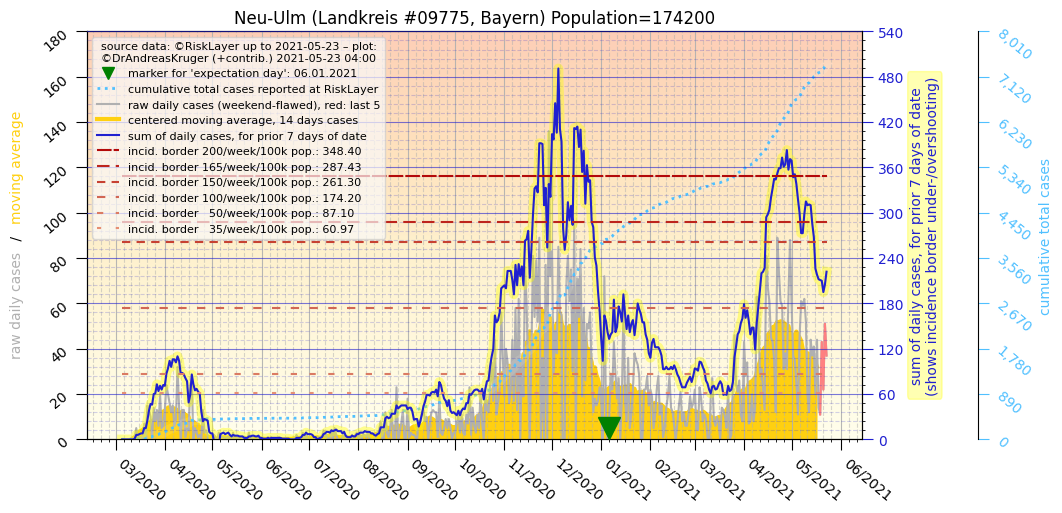 Neu-Ulm (Landkreis #09775, Bayern) Population=174200
source data: ©RiskLayer up to 2021-05-23 – plot:
©DrAndreasKruger (+contrib.) 2021-05-23 04:00
marker for 'expectation day': 06.01.2021
cumulative total cases reported at RiskLayer
raw daily cases (weekend-flawed), red: last 5
centered moving average, 14 days cases
sum of daily cases, for prior 7 days of date
incid. border 200/week/100k pop.: 348.40
incid. border 165/week/100k pop.: 287.43
incid. border 150/week/100k pop.: 261.30
incid. border 100/week/100k pop.: 174.20
incid. border 50/week/100k pop.: 87.10
incid. border 35/week/100k pop.: 60.97
raw daily cases / moving average
180
160
140
120
100
80
60
40
20
0
03/2020
04/2020
05/2020
06/2020
07/2020
08/2020
09/2020
10/2020
11/2020
12/2020
01/2021
02/2021
03/2021
04/2021
05/2021
06/2021
540
480
420
360
300
240
180
120
60
0
sum of daily cases, for prior 7 days of date
(shows incidence border under-/overshooting)
8,010
7,120
6,230
5,340
4,450
3,560
2,670
1,780
890
0
cumulative total cases